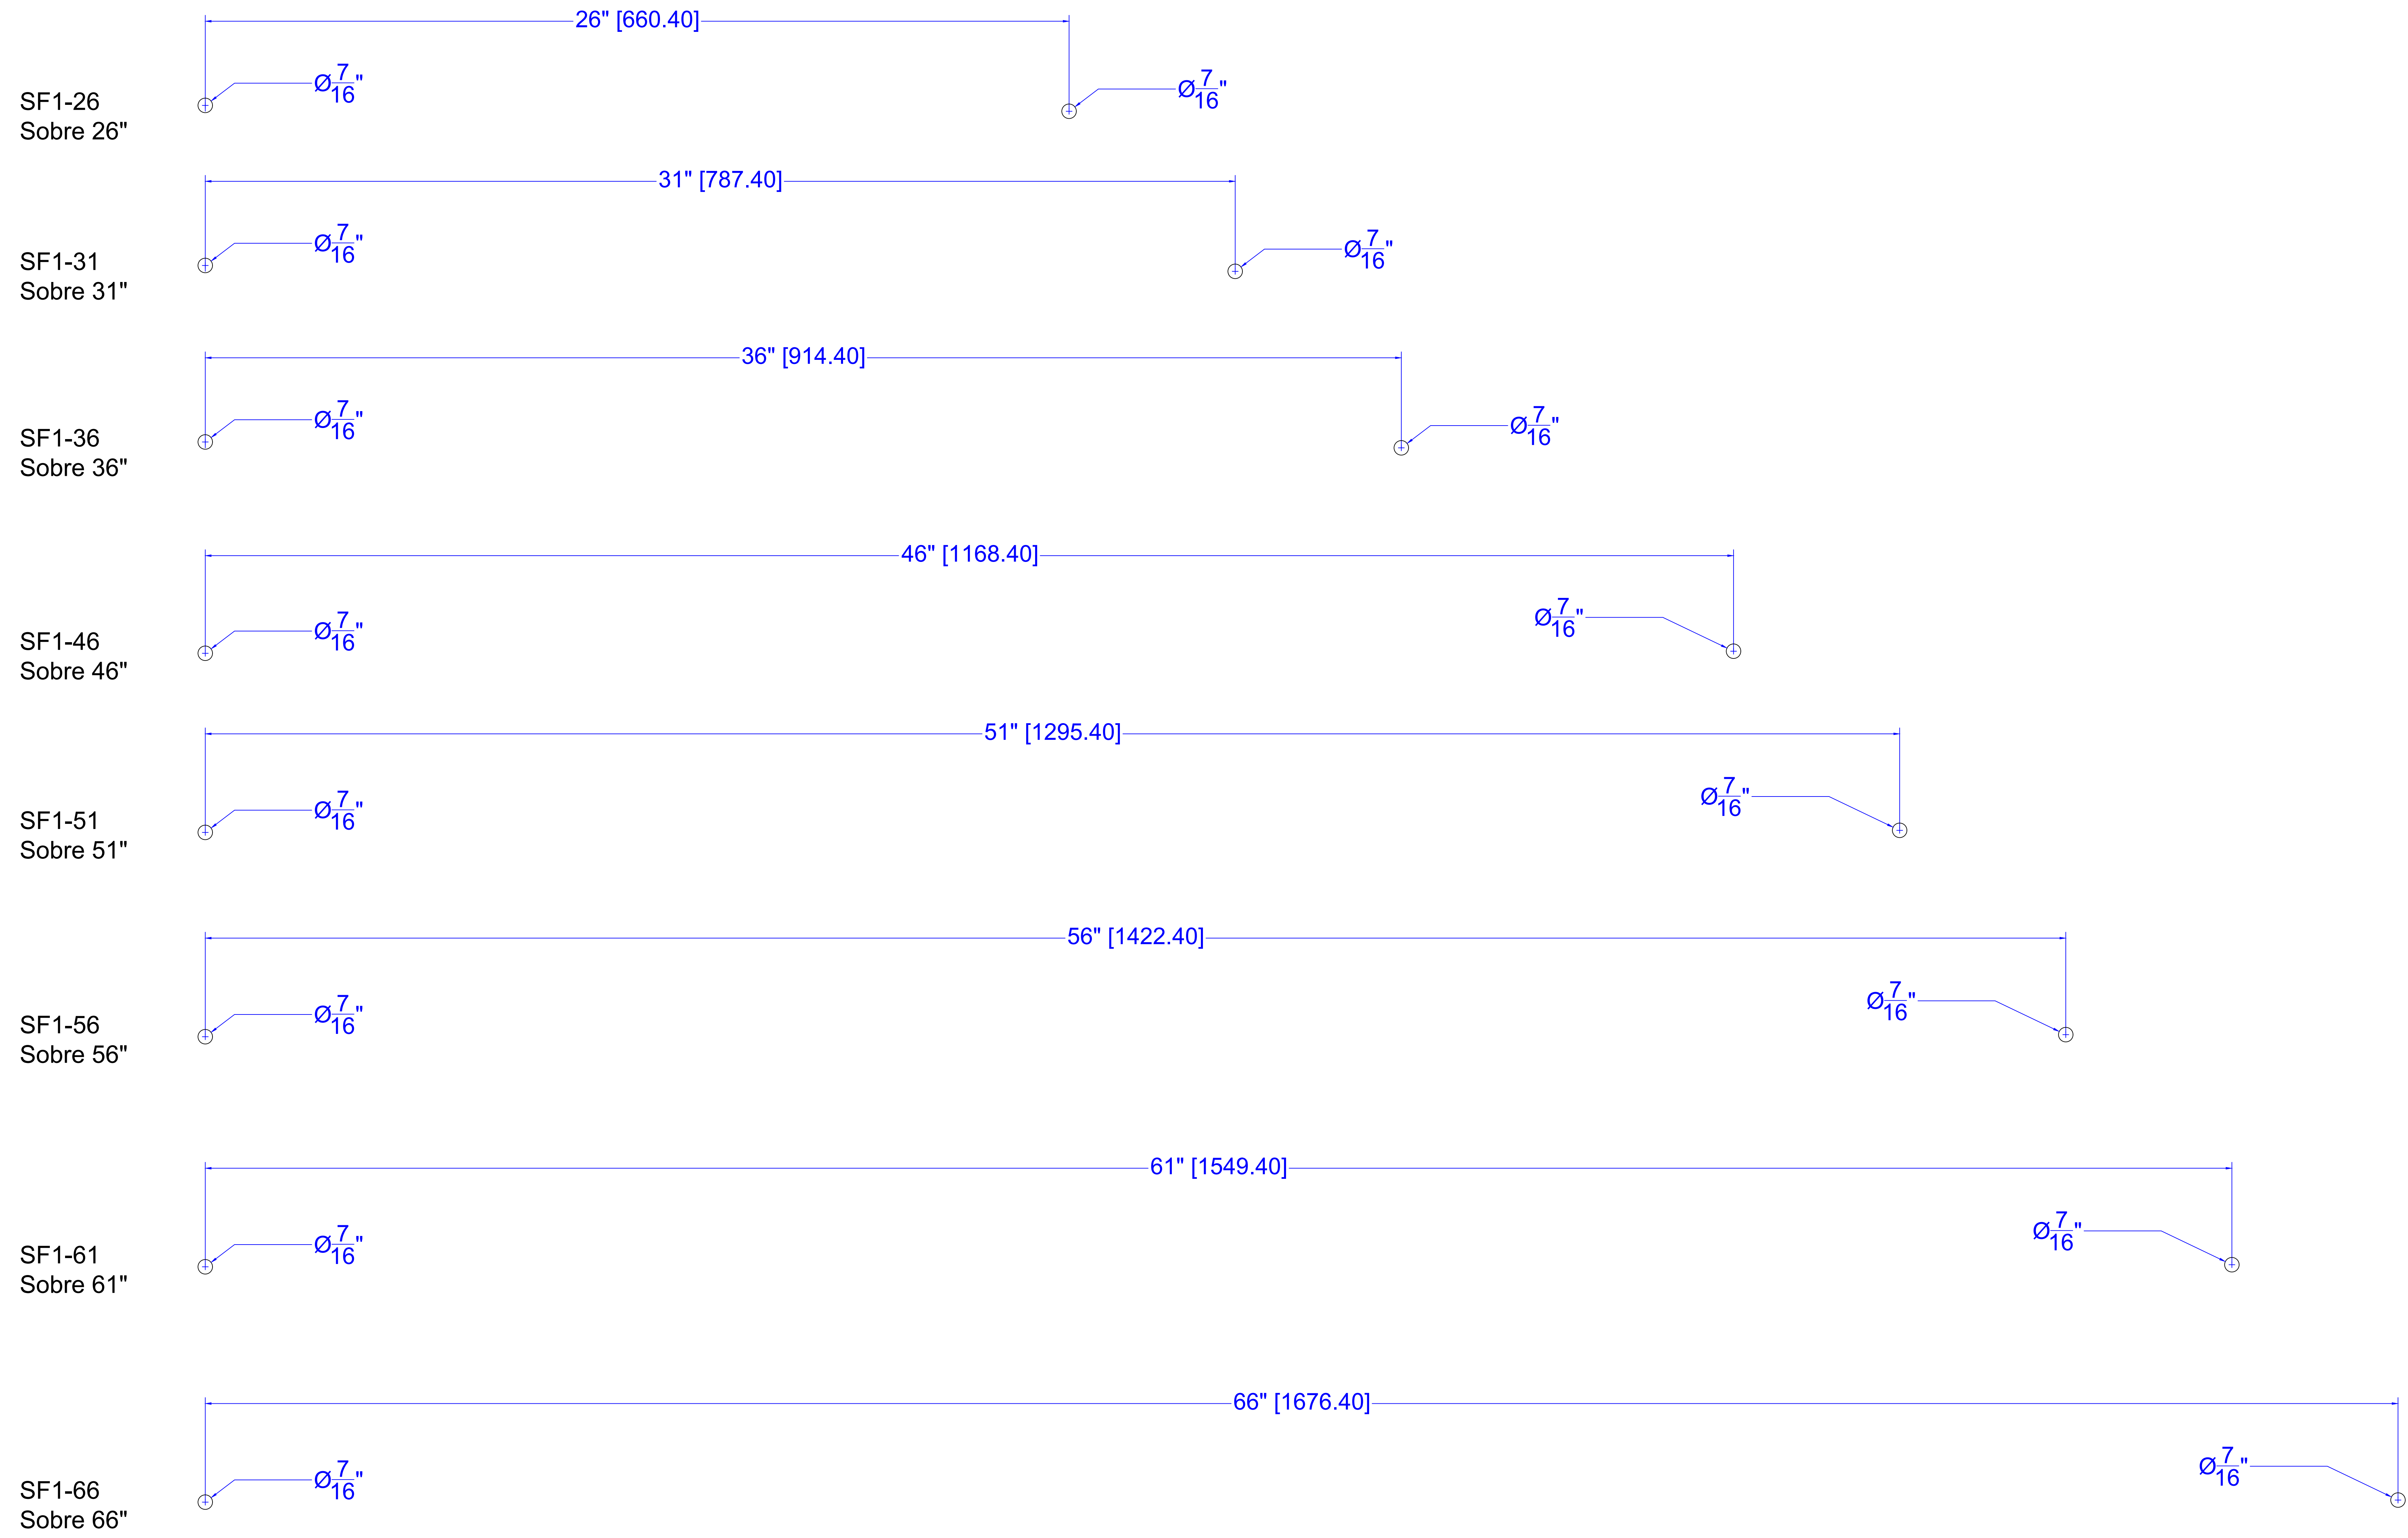 26" [660.40]
Ø7/16"
Ø7/16"
SF1-26
Sobre 26"
31" [787.40]
Ø7/16"
Ø7/16"
SF1-31
Sobre 31"
36" [914.40]
Ø7/16"
Ø7/16"
SF1-36
Sobre 36"
46" [1168.40]
Ø7/16"
Ø7/16"
SF1-46
Sobre 46"
51" [1295.40]
Ø7/16"
Ø7/16"
SF1-51
Sobre 51"
56" [1422.40]
Ø7/16"
Ø7/16"
SF1-56
Sobre 56"
61" [1549.40]
Ø7/16"
Ø7/16"
SF1-61
Sobre 61"
66" [1676.40]
Ø7/16"
Ø7/16"
SF1-66
Sobre 66"